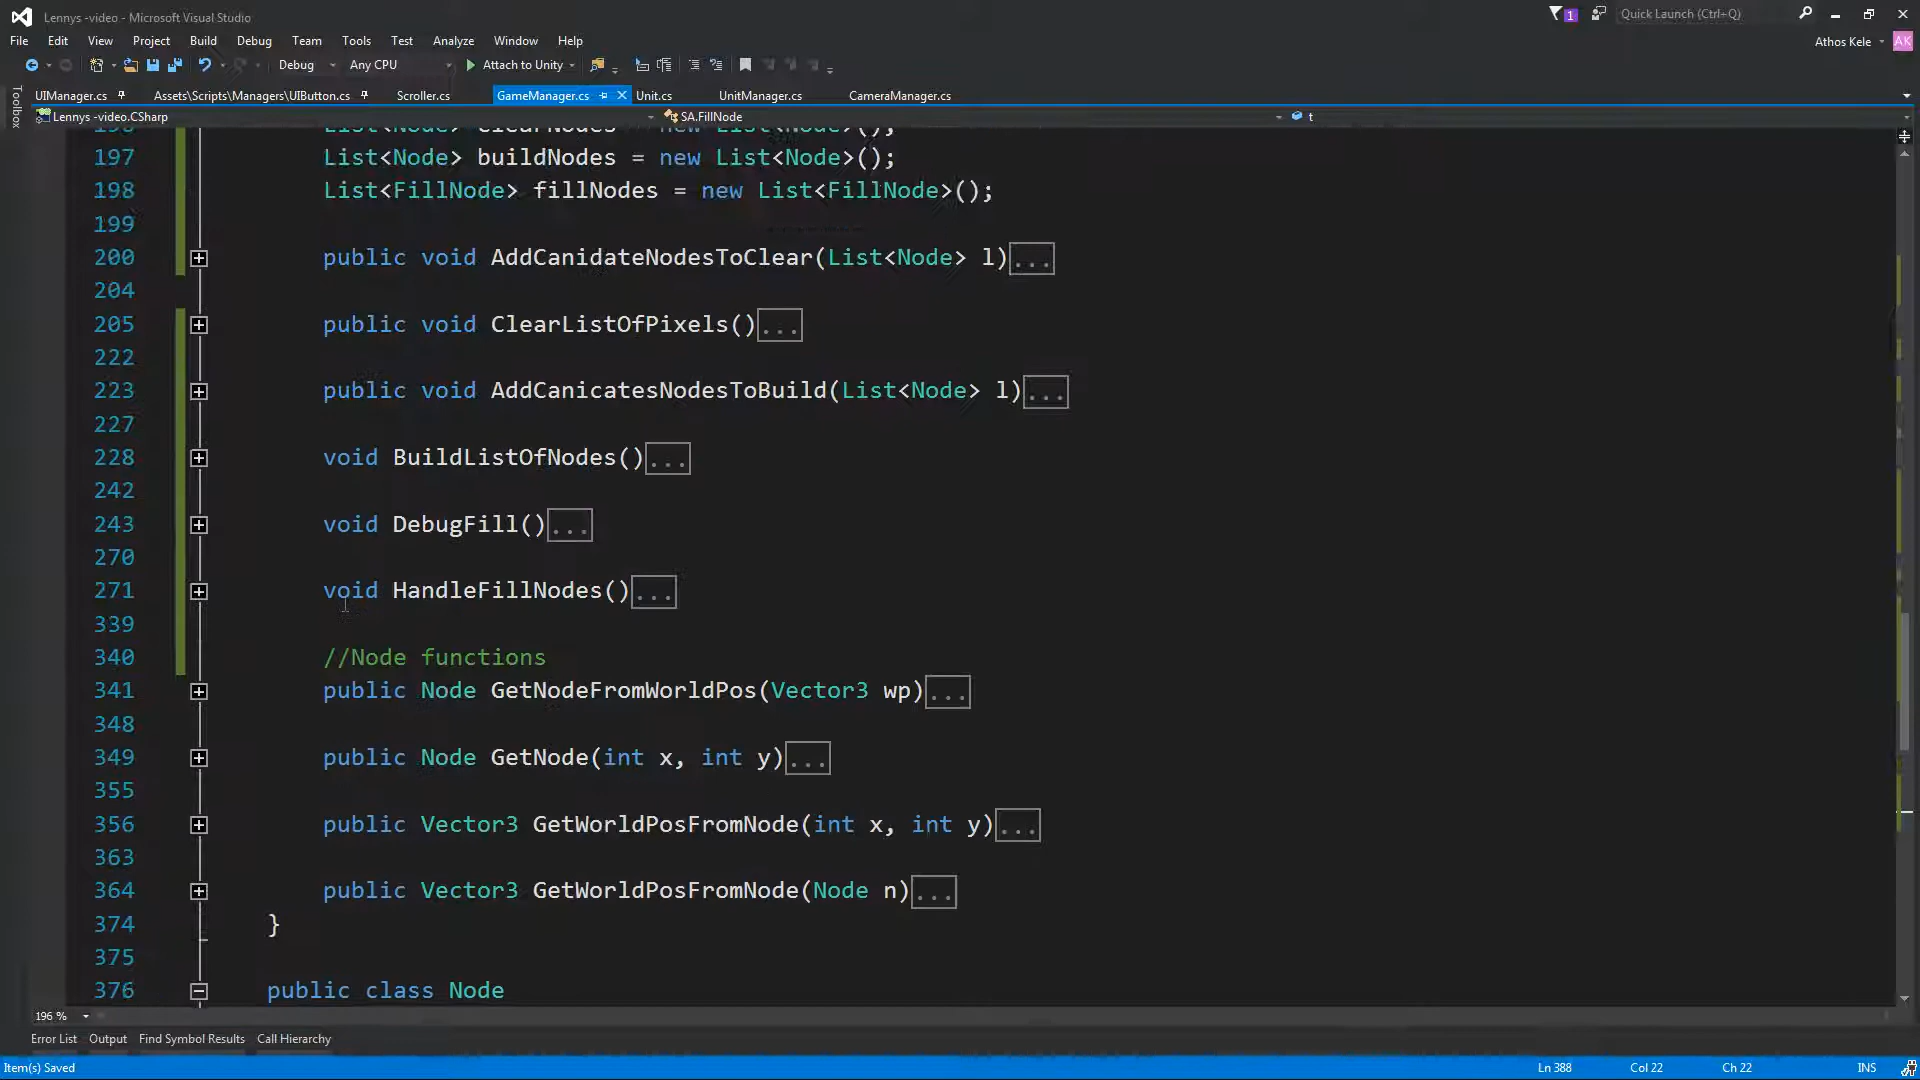 Lennys -video - Microsoft Visual Studio
1
Quick Launch (Ctrl+Q)
File Edit View Project Build Debug Team Tools Test Analyze Window Help
Athos Kele AK
Debug Any CPU Attach to Unity
Toolbox
UIManager.cs Assets\Scripts\Managers\UIButton.cs Scroller.cs GameManager.cs Unit.cs UnitManager.cs CameraManager.cs
Lennys -video.CSharp SA.FillNode t
196 List<Node> clearNodes = new List<Node>();
197 List<Node> buildNodes = new List<Node>();
198 List<FillNode> fillNodes = new List<FillNode>();
199
200 public void AddCanidateNodesToClear(List<Node> l)...
204
205 public void ClearListOfPixels()...
222
223 public void AddCanicatesNodesToBuild(List<Node> l)...
227
228 void BuildListOfNodes()...
242
243 void DebugFill()...
270
271 void HandleFillNodes()...
339
340 //Node functions
341 public Node GetNodeFromWorldPos(Vector3 wp)...
348
349 public Node GetNode(int x, int y)...
355
356 public Vector3 GetWorldPosFromNode(int x, int y)...
363
364 public Vector3 GetWorldPosFromNode(Node n)...
374 }
375
376 public class Node
196 %
Error List Output Find Symbol Results Call Hierarchy
Item(s) Saved Ln 388 Col 22 Ch 22 INS